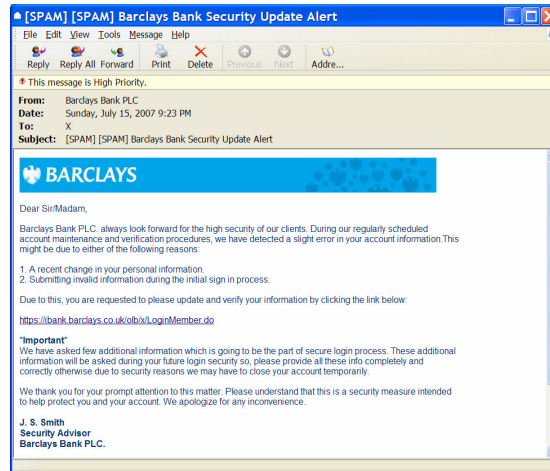 [SPAM] [SPAM] Barclays Bank Security Update Alert
File Edit View Tools Message Help
Reply Reply All Forward Print Delete Previous Next Addre...
This message is High Priority.
From: Barclays Bank PLC
Date: Sunday, July 15, 2007 9:23 PM
To: X
Subject: [SPAM] [SPAM] Barclays Bank Security Update Alert
BARCLAYS
Dear Sir/Madam,
Barclays Bank PLC. always look forward for the high security of our clients. During our regularly scheduled
account maintenance and verification procedures, we have detected a slight error in your account information.This
might be due to either of the following reasons:
1. A recent change in your personal information.
2. Submitting invalid information during the initial sign in process.
Due to this, you are requested to please update and verify your information by clicking the link below:
https://ibank.barclays.co.uk/olb/x/LoginMember.do
"Important"
We have asked few additional information which is going to be the part of secure login process. These additional
information will be asked during your future login security so, please provide all these info completely and
correctly otherwise due to security reasons we may have to close your account temporarily.
We thank you for your prompt attention to this matter. Please understand that this is a security measure intended
to help protect you and your account. We apologize for any inconvenience.
J. S. Smith
Security Advisor
Barclays Bank PLC.